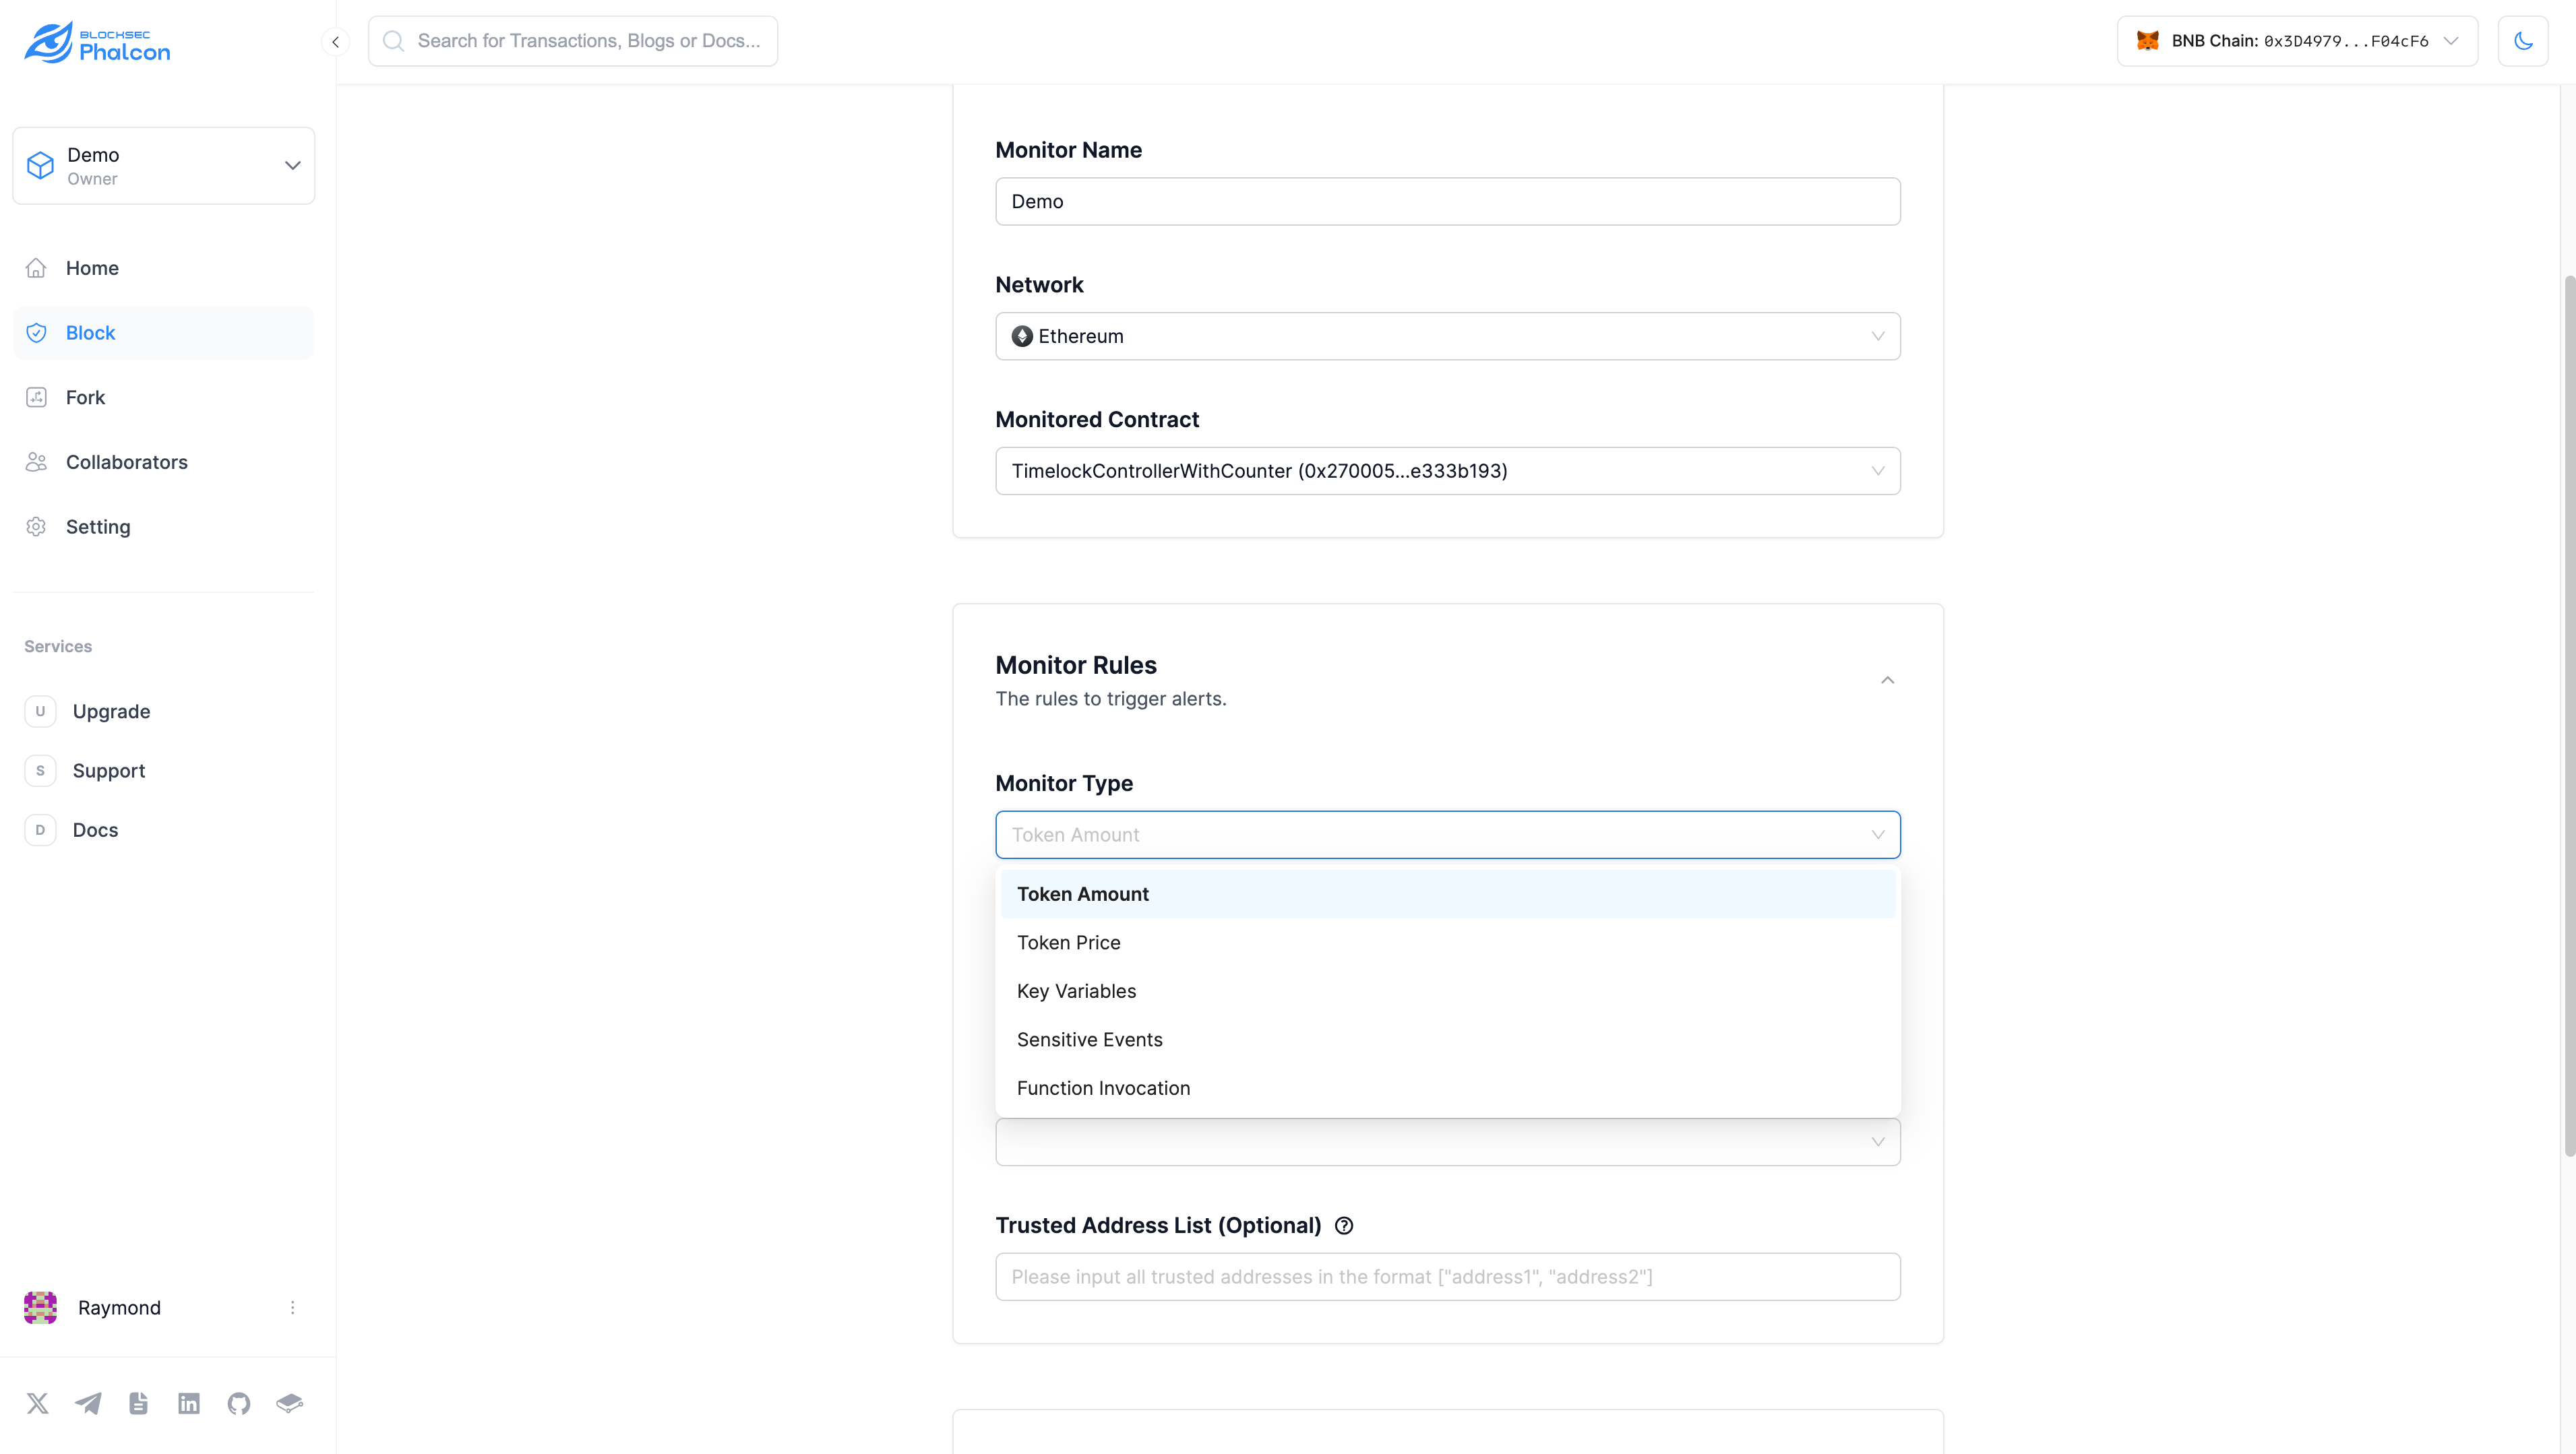 BLOCKSEC
Phalcon
Search for Transactions, Blogs or Docs...
BNB Chain: 0x3D4979...F04cF6
Demo
Owner
Home
Block
Fork
Collaborators
Setting
Services
U Upgrade
S Support
D Docs
Raymond
Monitor Name
Demo
Network
Ethereum
Monitored Contract
TimelockControllerWithCounter (0x270005...e333b193)
Monitor Rules
The rules to trigger alerts.
Monitor Type
Token Amount
Token Amount
Token Price
Key Variables
Sensitive Events
Function Invocation
Trusted Address List (Optional)
Please input all trusted addresses in the format ["address1", "address2"]